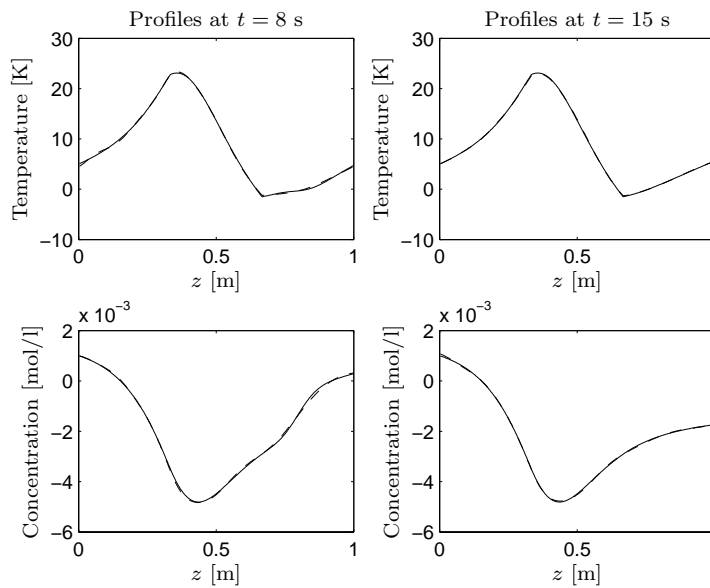 Profiles at t = 8 s
Profiles at t = 15 s
30
20
10
0
−10
Temperature [K]
0
0.5
1
z [m]
30
20
10
0
−10
Temperature [K]
0
0.5
z [m]
x 10−3
2
0
−2
−4
−6
Concentration [mol/l]
0
0.5
1
z [m]
x 10−3
2
0
−2
−4
−6
Concentration [mol/l]
0
0.5
z [m]